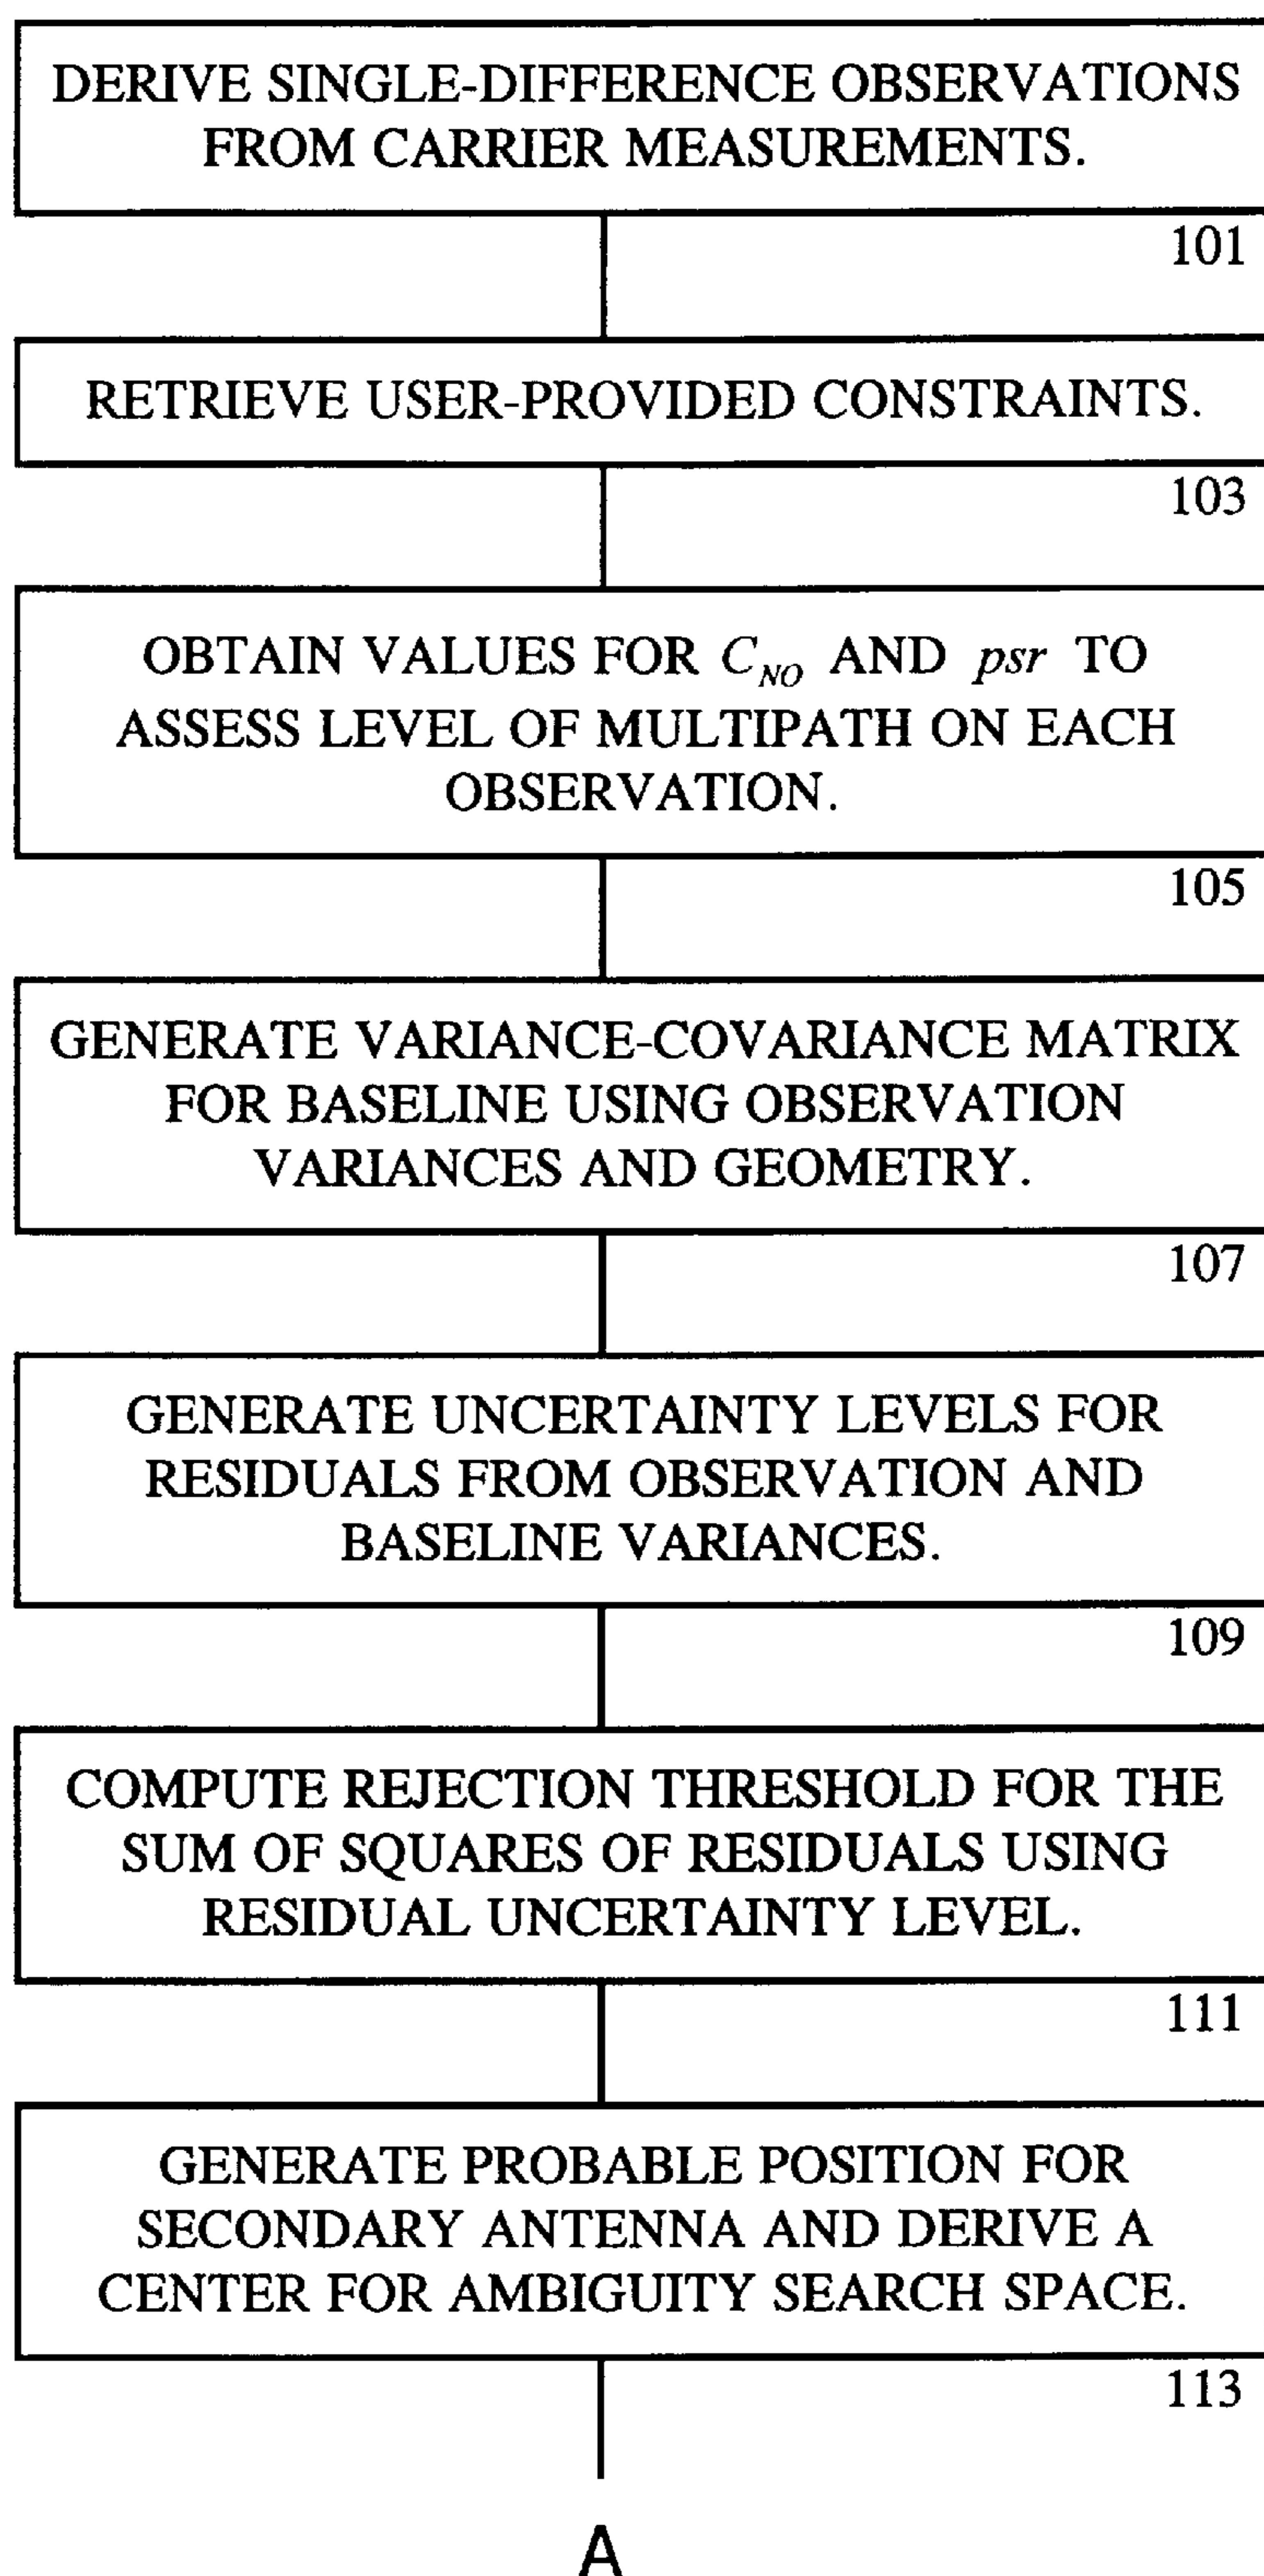 DERIVE SINGLE-DIFFERENCE OBSERVATIONS
FROM CARRIER MEASUREMENTS.
101
RETRIEVE USER-PROVIDED CONSTRAINTS.
103
OBTAIN VALUES FOR C_NO AND psr TO
ASSESS LEVEL OF MULTIPATH ON EACH
OBSERVATION.
105
GENERATE VARIANCE-COVARIANCE MATRIX
FOR BASELINE USING OBSERVATION
VARIANCES AND GEOMETRY.
107
GENERATE UNCERTAINTY LEVELS FOR
RESIDUALS FROM OBSERVATION AND
BASELINE VARIANCES.
109
COMPUTE REJECTION THRESHOLD FOR THE
SUM OF SQUARES OF RESIDUALS USING
RESIDUAL UNCERTAINTY LEVEL.
111
GENERATE PROBABLE POSITION FOR
SECONDARY ANTENNA AND DERIVE A
CENTER FOR AMBIGUITY SEARCH SPACE.
113
A